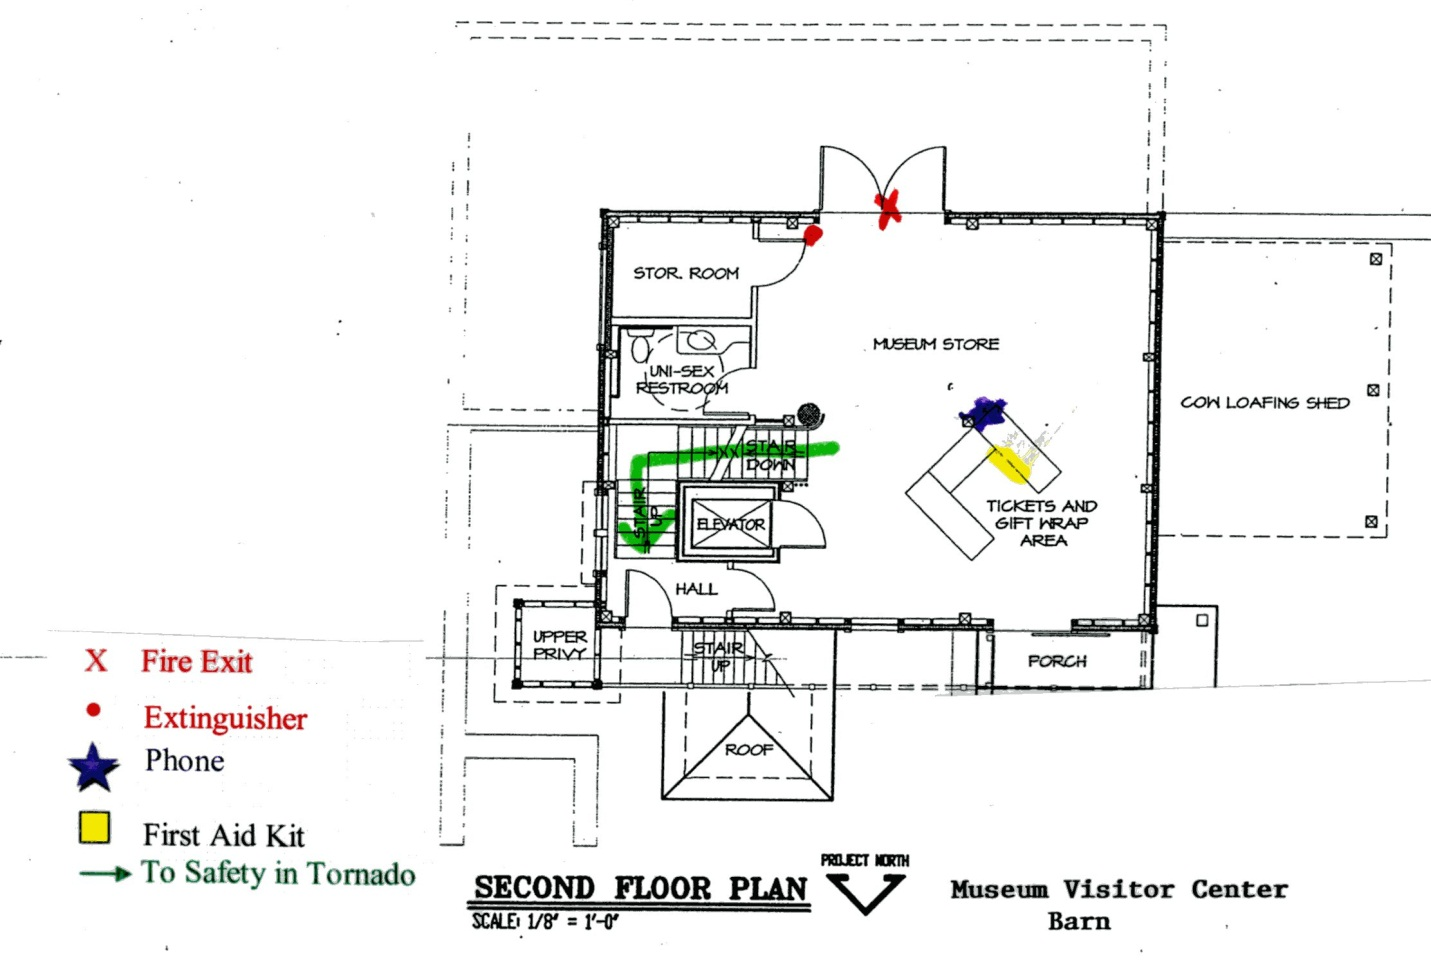 STOR. ROOM
MUSEUM STORE
UNI-SEX
RESTROOM
COW LOAFING SHED
STAIR
DOWN
STAIR
UP
ELEVATOR
TICKETS AND
GIFT WRAP
AREA
HALL
UPPER
PRIVY
STAIR
UP
PORCH
ROOF
X Fire Exit
Extinguisher
Phone
First Aid Kit
To Safety in Tornado
SECOND FLOOR PLAN
SCALE: 1/8" = 1'-0"
PROJECT NORTH
Museum Visitor Center
Barn